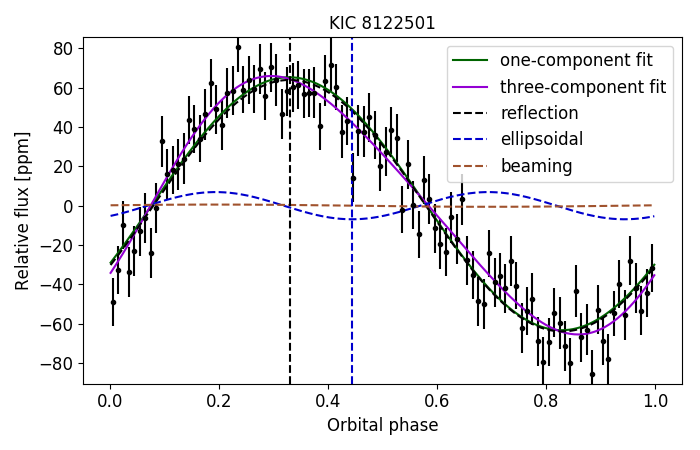 KIC 8122501
Relative flux [ppm]
80
60
40
20
0
−20
−40
−60
−80
one-component fit
three-component fit
reflection
ellipsoidal
beaming
0.0 0.2 0.4 0.6 0.8 1.0
Orbital phase